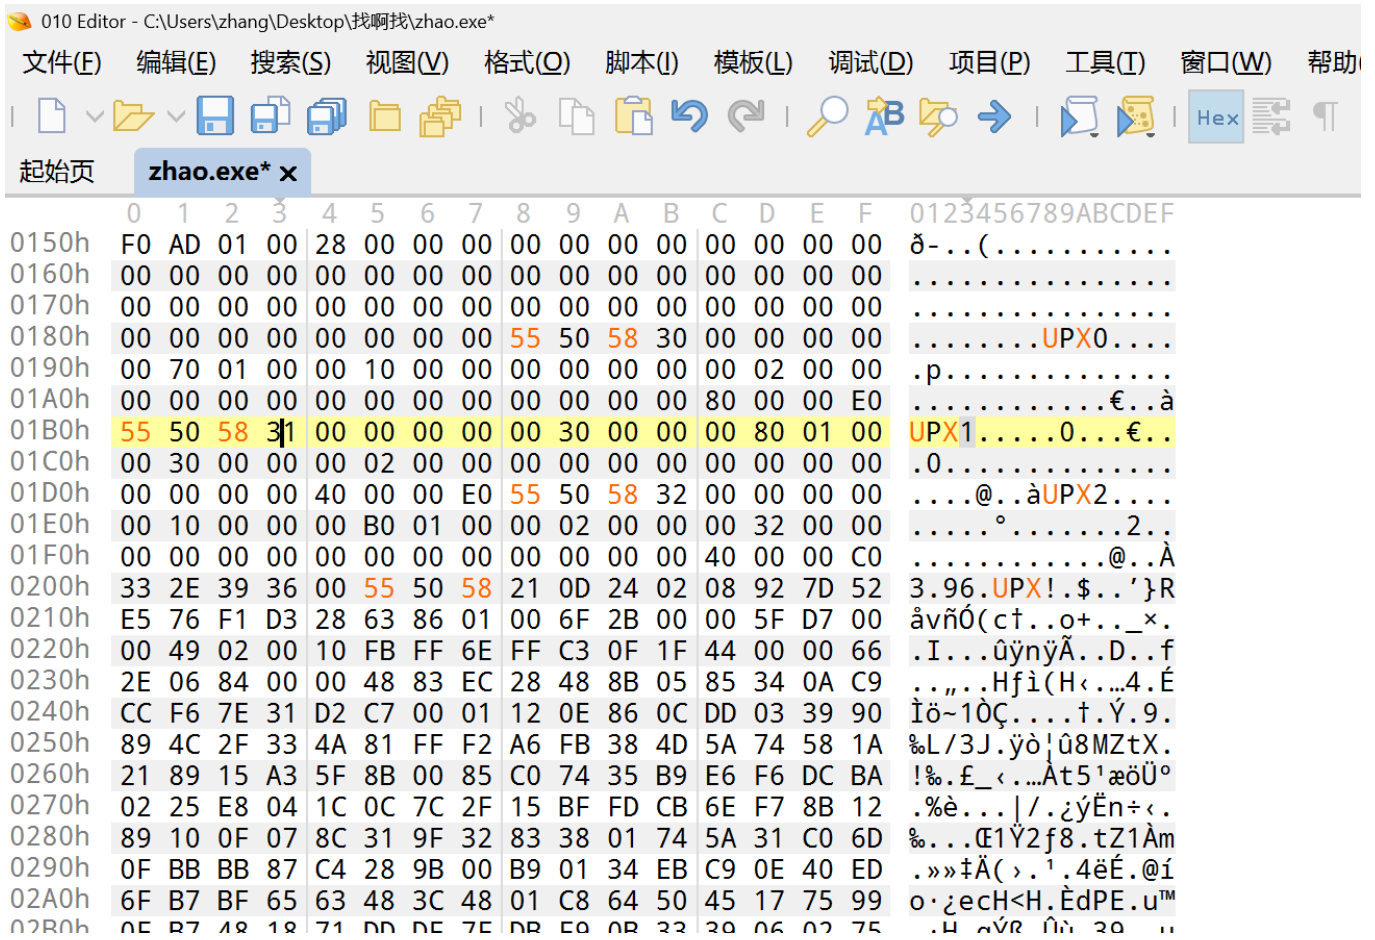 010 Editor - C:\Users\zhang\Desktop\找啊找\zhao.exe*
文件(F) 编辑(E) 搜索(S) 视图(V) 格式(O) 脚本(I) 模板(L) 调试(D) 项目(P) 工具(T) 窗口(W) 帮助(
Hex
起始页 zhao.exe* x
0 1 2 3 4 5 6 7 8 9 A B C D E F 0123456789ABCDEF
0150h F0 AD 01 00 28 00 00 00 00 00 00 00 00 00 00 00 ð-..(...........
0160h 00 00 00 00 00 00 00 00 00 00 00 00 00 00 00 00 ................
0170h 00 00 00 00 00 00 00 00 00 00 00 00 00 00 00 00 ................
0180h 00 00 00 00 00 00 00 00 55 50 58 30 00 00 00 00 ........UPX0....
0190h 00 70 01 00 00 10 00 00 00 00 00 00 00 02 00 00 .p..............
01A0h 00 00 00 00 00 00 00 00 00 00 00 00 80 00 00 E0 ............€..à
01B0h 55 50 58 31 00 00 00 00 00 30 00 00 00 80 01 00 UPX1.....0...€..
01C0h 00 30 00 00 00 02 00 00 00 00 00 00 00 00 00 00 .0..............
01D0h 00 00 00 00 40 00 00 E0 55 50 58 32 00 00 00 00 ....@..àUPX2....
01E0h 00 10 00 00 00 B0 01 00 00 02 00 00 00 32 00 00 .....°.......2..
01F0h 00 00 00 00 00 00 00 00 00 00 00 00 40 00 00 C0 ............@..À
0200h 33 2E 39 36 00 55 50 58 21 0D 24 02 08 92 7D 52 3.96.UPX!.$..’}R
0210h E5 76 F1 D3 28 63 86 01 00 6F 2B 00 00 5F D7 00 åvñÓ(c†..o+.._×.
0220h 00 49 02 00 10 FB FF 6E FF C3 0F 1F 44 00 00 66 .I...ûÿnÿÃ..D..f
0230h 2E 06 84 00 00 48 83 EC 28 48 8B 05 85 34 0A C9 ..„..Hƒì(H‹.…4.É
0240h CC F6 7E 31 D2 C7 00 01 12 0E 86 0C DD 03 39 90 Ìö~1ÒÇ....†.Ý.9.
0250h 89 4C 2F 33 4A 81 FF F2 A6 FB 38 4D 5A 74 58 1A ‰L/3J.ÿò¦û8MZtX.
0260h 21 89 15 A3 5F 8B 00 85 C0 74 35 B9 E6 F6 DC BA !‰.£_‹.…Àt5¹æöÜº
0270h 02 25 E8 04 1C 0C 7C 2F 15 BF FD CB 6E F7 8B 12 .%è...|/.¿ýËn÷‹.
0280h 89 10 0F 07 8C 31 9F 32 83 38 01 74 5A 31 C0 6D ‰...Œ1Ÿ2ƒ8.tZ1Àm
0290h 0F BB BB 87 C4 28 9B 00 B9 01 34 EB C9 0E 40 ED .»»‡Ä(›.¹.4ëÉ.@í
02A0h 6F B7 BF 65 63 48 3C 48 01 C8 64 50 45 17 75 99 o·¿ecH<H.ÈdPE.u™
02B0h 0F B7 48 18 71 DD DF 7F DB F9 0B 33 39 06 02 75